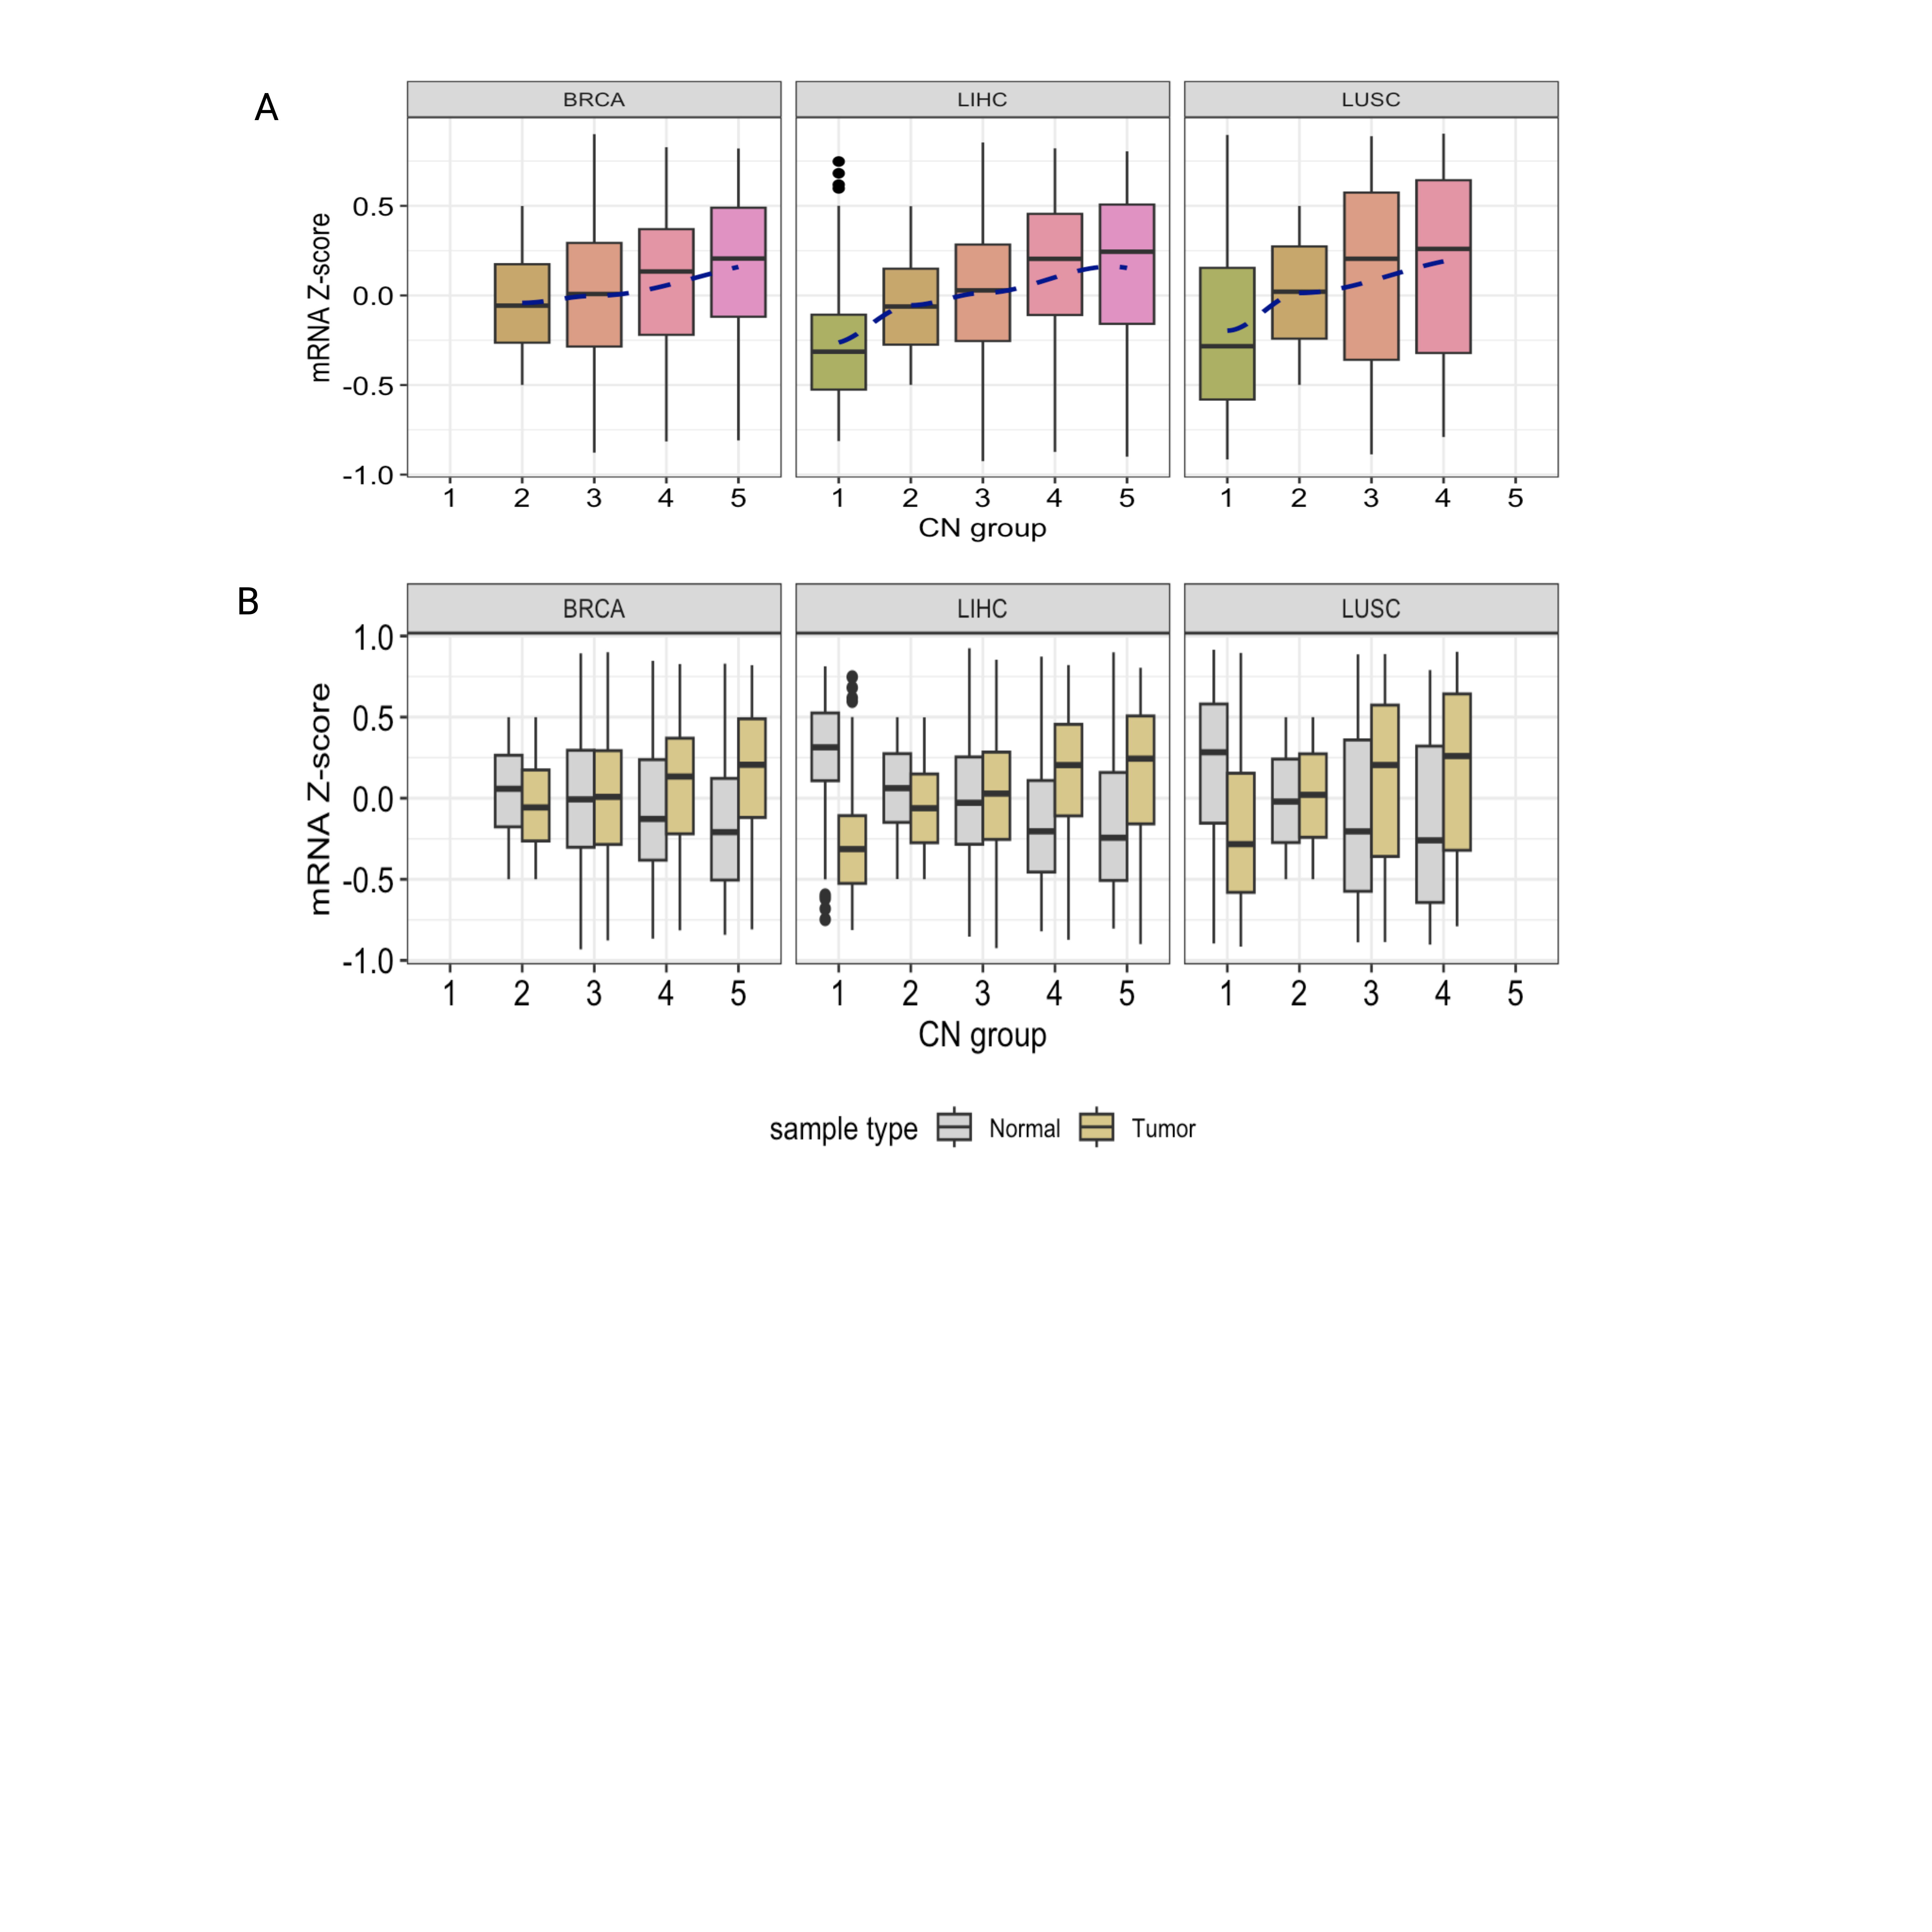 A
BRCA LIHC LUSC
mRNA Z-score
0.5
0.0
-0.5
-1.0
1 2 3 4 5 1 2 3 4 5 1 2 3 4 5
CN group
B
BRCA LIHC LUSC
mRNA Z-score
1.0
0.5
0.0
-0.5
-1.0
1 2 3 4 5 1 2 3 4 5 1 2 3 4 5
CN group
sample type Normal Tumor